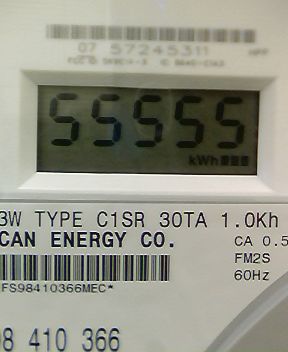 07 57245311
55555
kWh
3W TYPE C1SR 30TA 1.0Kh
CAN ENERGY CO.
CA 0.5
FM2S
60Hz
FS98410366MEC*
98 410 366